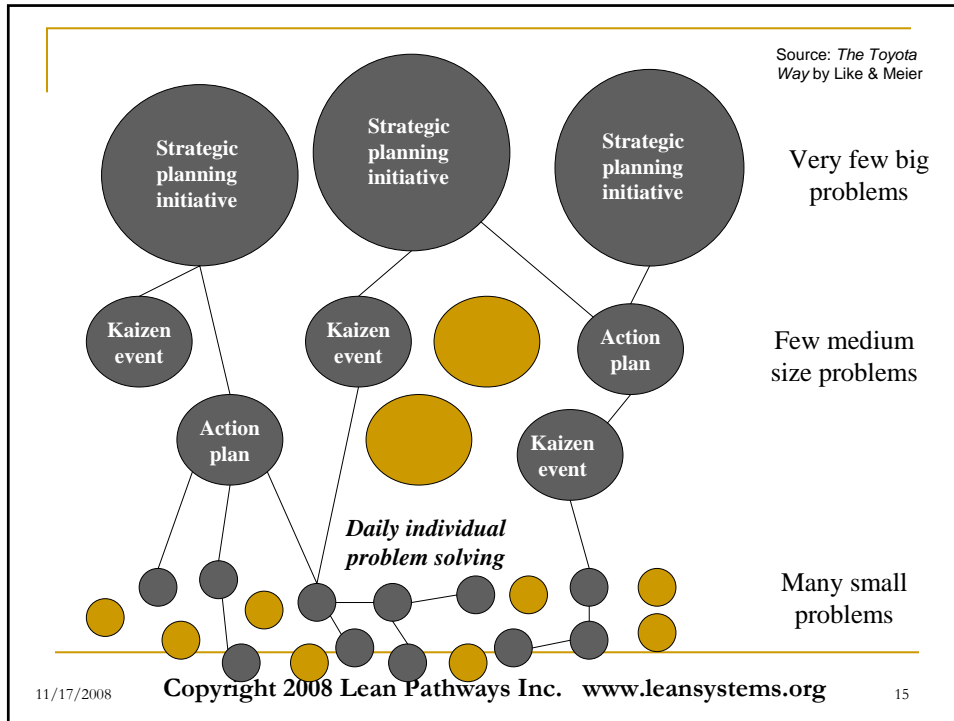 Source: The Toyota
Way by Like & Meier
Strategic
planning
initiative
Strategic
planning
initiative
Strategic
planning
initiative
Very few big
problems
Kaizen
event
Kaizen
event
Action
plan
Few medium
size problems
Action
plan
Kaizen
event
Daily individual
problem solving
Many small
problems
11/17/2008
Copyright 2008 Lean Pathways Inc. www.leansystems.org
15